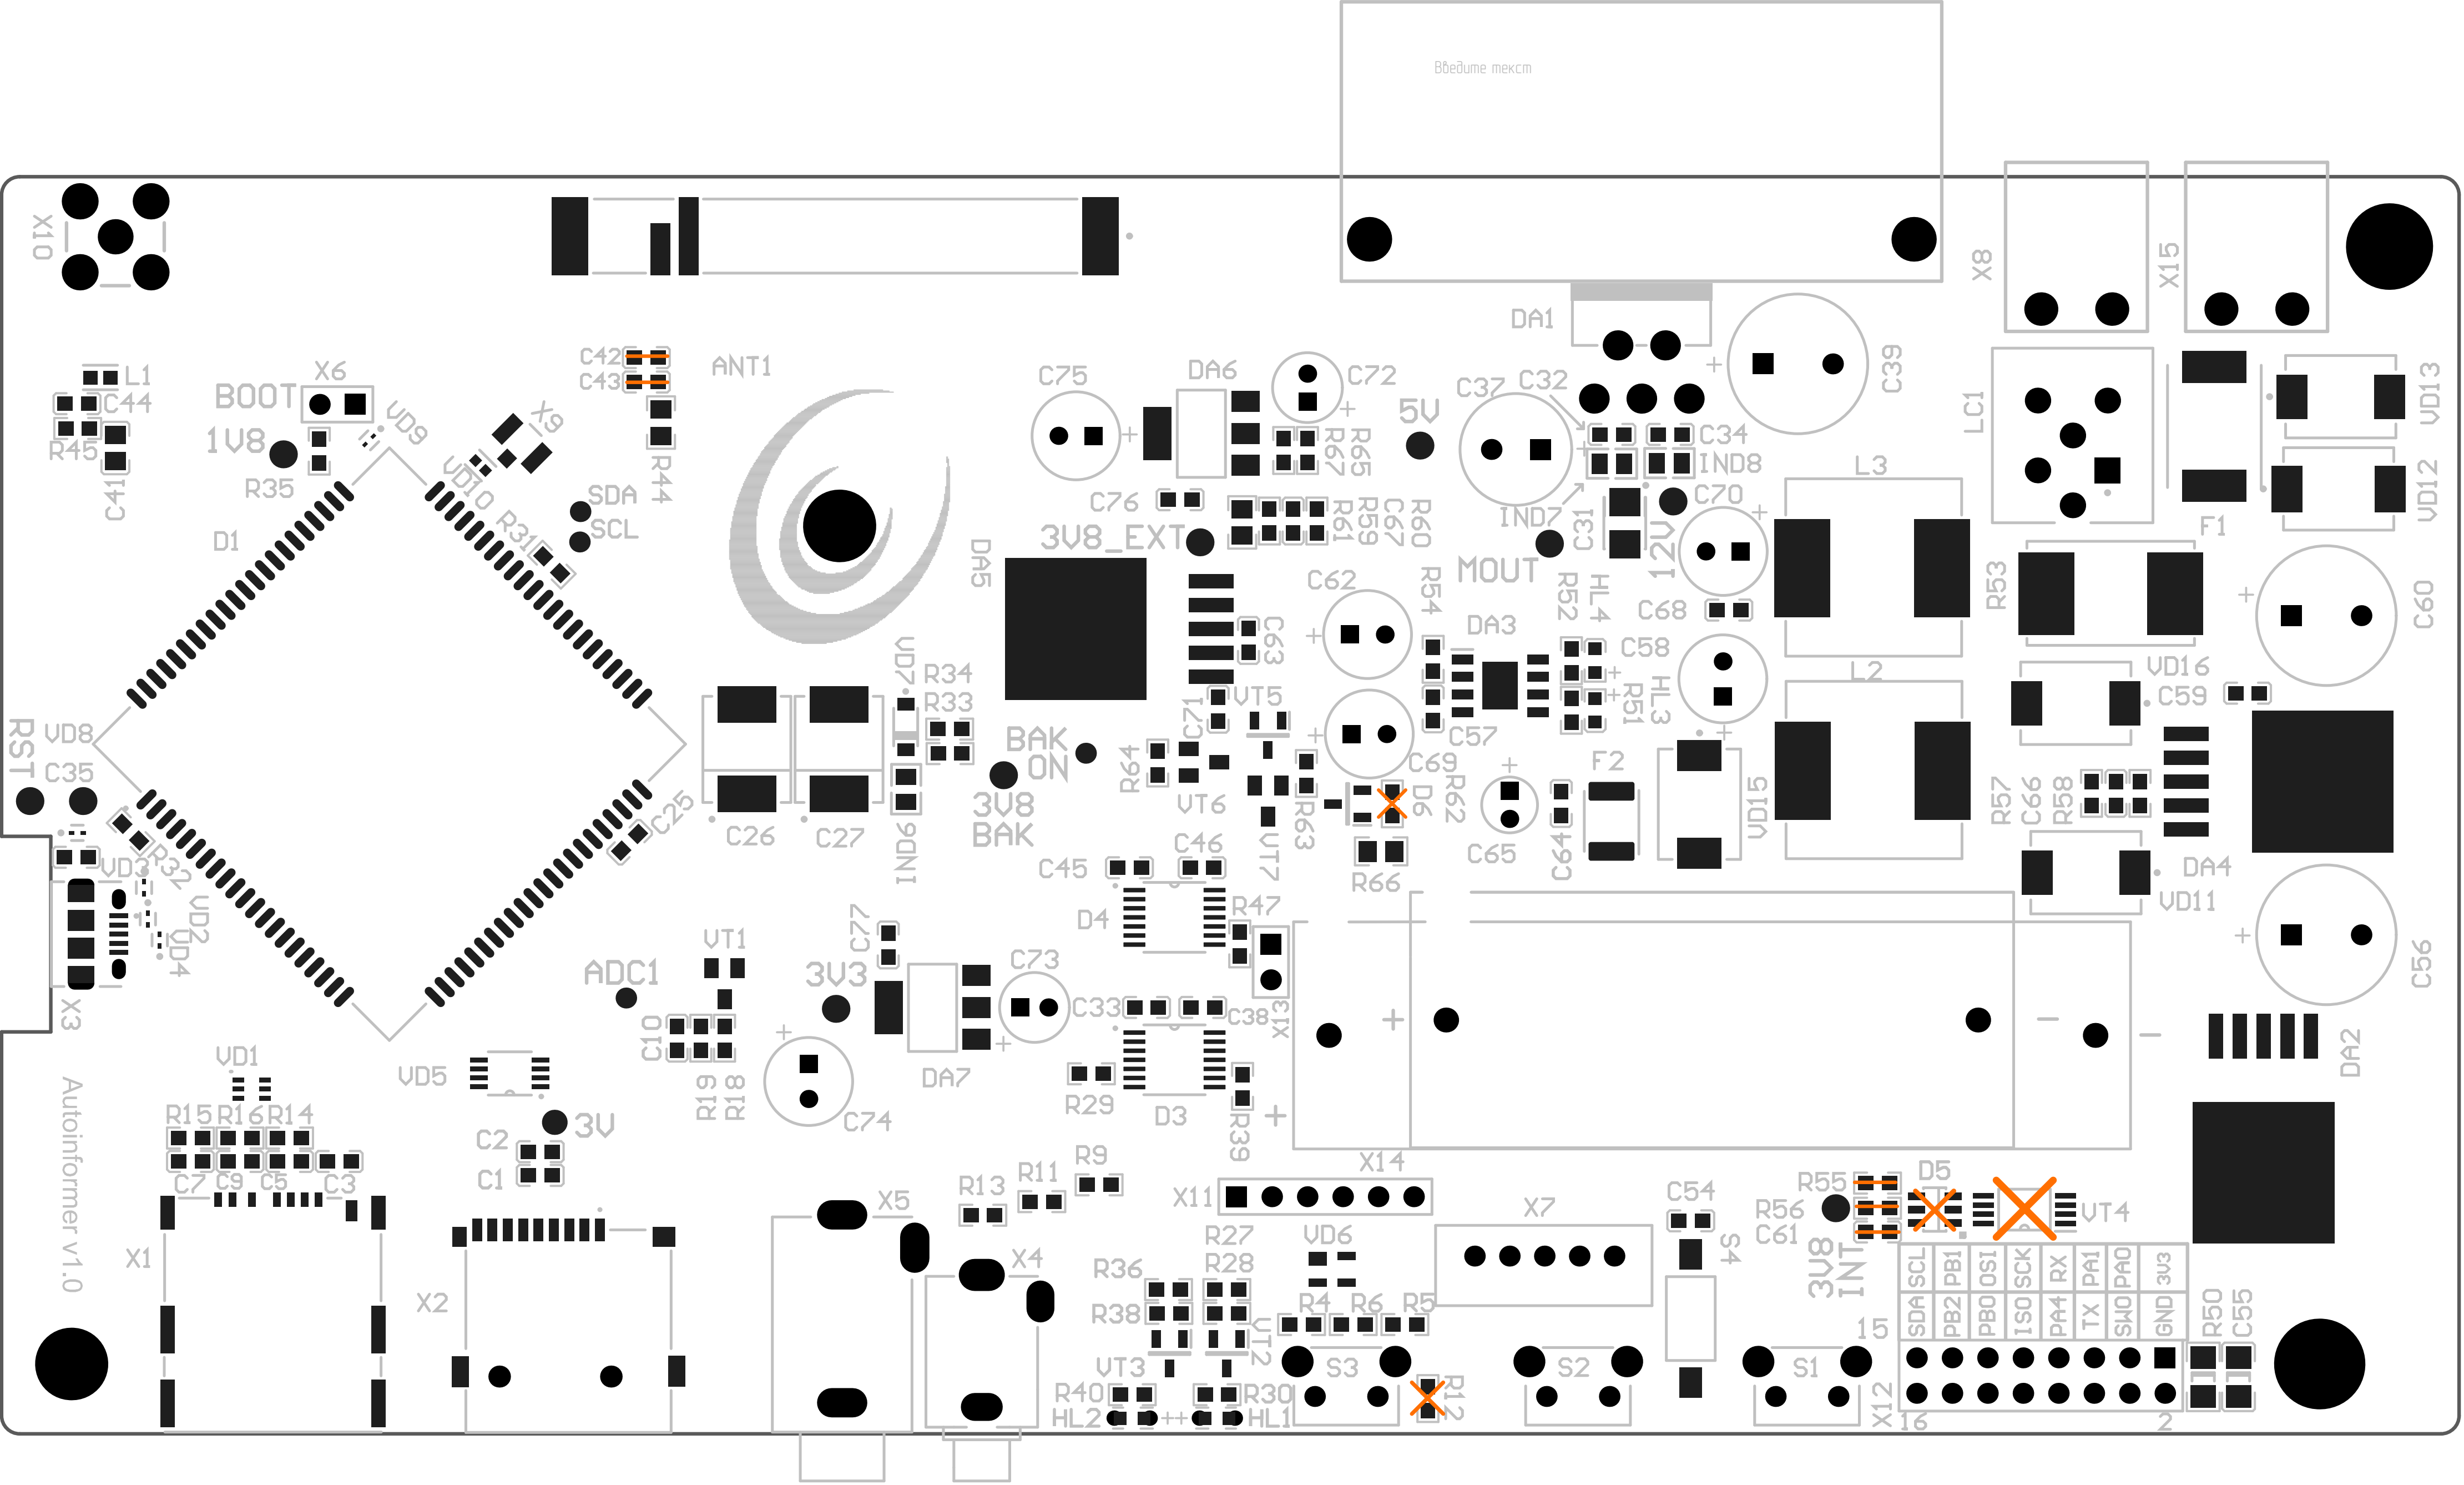 Введите текст
X10
X8
X15
DA1
C39
C42
ANT1
C43
X6
L1
BOOT
C44
VD9
X9
1V8
R45
R35
C41
VD10
R44
SDA
SCL
R31
D1
C75
DA6
C72
C37
C32
5V
C34
R67
R65
IND8
C76
C70
L3
LC1
VD13
VD12
F1
3V8_EXT
R61
R59
C67
R60
IND7
C31
12V
MOUT
DA5
C62
R54
R52
HL4
C68
R53
C60
C63
DA3
C58
VD7
R34
R33
C71
VT5
R51
HL3
L2
VD16
C59
RST
VD8
C35
BAK
ON
3V8
BAK
R64
VT6
C57
C69
D6
R62
F2
VD15
R57
C66
R58
C25
C26
C27
IND6
R63
VT7
C65
C64
R66
DA4
VD11
R32
VD3
VD2
VD4
X3
C45
C46
D4
R47
C56
VT1
C77
ADC1
3V3
C73
C33
C38
X13
+
−
−
DA2
C10
VD1
VD5
R19
R18
DA7
C74
R29
D3
R39
+
Autoinformer v1.0
R15
R16
R14
3V
C2
C1
C7
C9
C5
C3
X1
X2
X5
X4
R13
R11
R9
X14
X11
X7
C54
S4
R55
R56
C61
D5
VT4
3V8
INT
R27
R28
R36
R38
VD6
R4
R6
R5
VT2
VT3
R40
R30
HL2
++
HL1
S3
R12
S2
S1
SCL
PB1
OSI
SCK
RX
PA1
PA0
3V3
SDA
PB2
PB0
ISO
PA4
TX
SW0
GND
15
R50
C55
X12
16
2